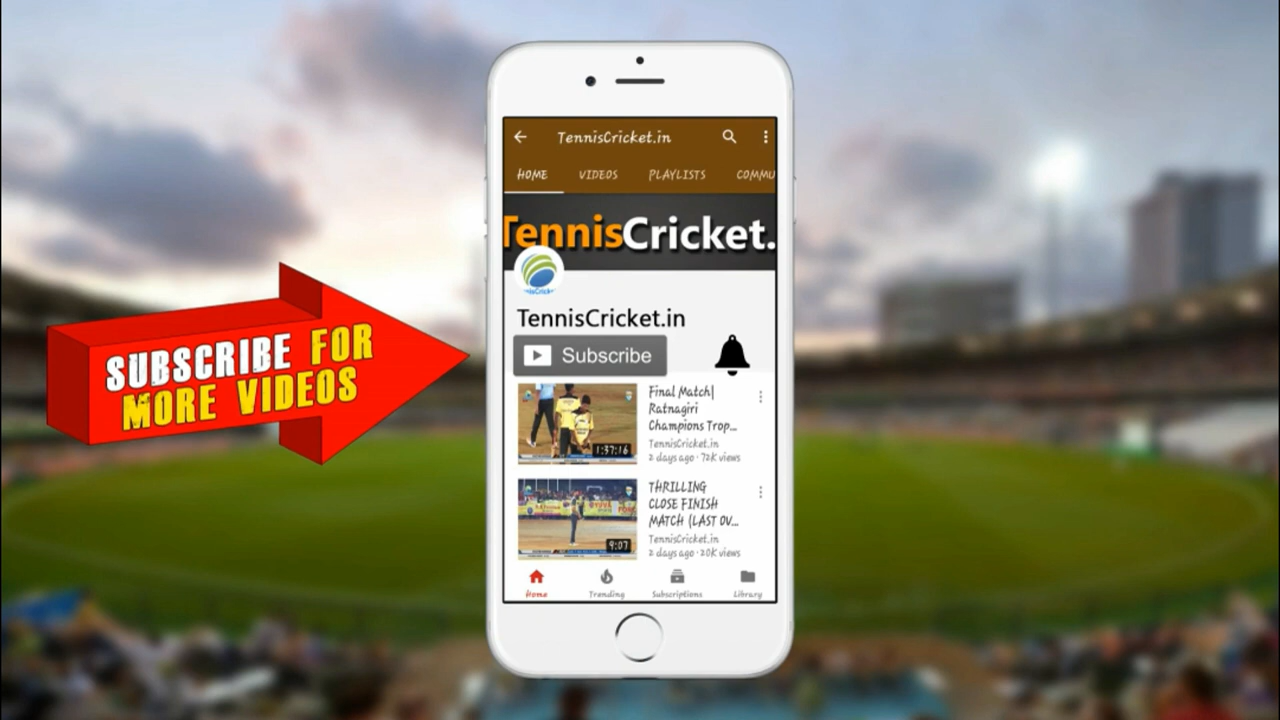 SUBSCRIBE FOR
MORE VIDEOS
TennisCricket.in
HOME VIDEOS PLAYLISTS COMMU
TennisCricket.
TennisCricket.in
Subscribe
Final Match|
Ratnagiri
Champions Trop...
TennisCricket.in
2 days ago · 72K views
1:37:16
THRILLING
CLOSE FINISH
MATCH (LAST OV...
TennisCricket.in
2 days ago · 20K views
9:07
Home Trending Subscriptions Library